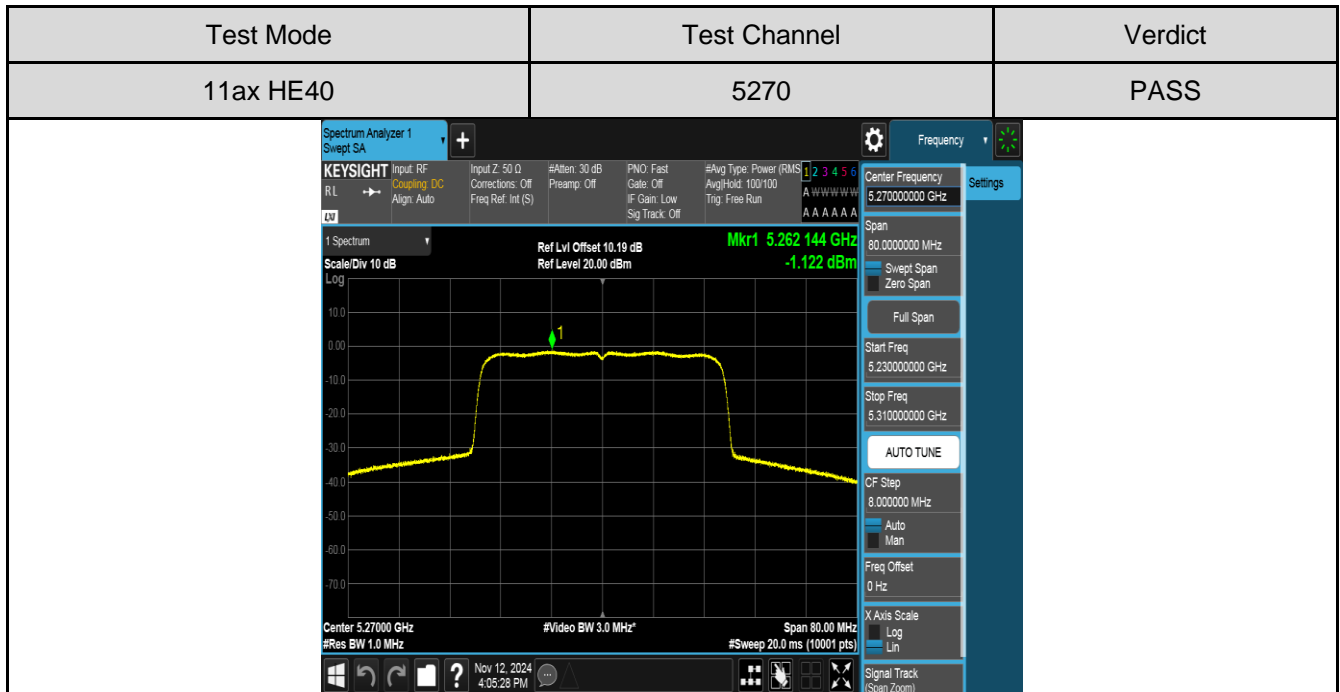 Test Mode Test Channel Verdict
11ax HE40 5270 PASS
Spectrum Analyzer 1
Swept SA
+
Frequency
KEYSIGHT Input: RF Input Z: 50 Ω #Atten: 30 dB PNO: Fast #Avg Type: Power (RMS 1 2 3 4 5 6
RL Coupling: DC Corrections: Off Preamp: Off Gate: Off Avg|Hold: 100/100 A W W W W W
Align: Auto Freq Ref: Int (S) IF Gain: Low Trig: Free Run
LXI Sig Track: Off A A A A A A
1 Spectrum Ref Lvl Offset 10.19 dB Mkr1 5.262 144 GHz
Scale/Div 10 dB Ref Level 20.00 dBm -1.122 dBm
Log
10.0
1
0.00
-10.0
-20.0
-30.0
-40.0
-50.0
-60.0
-70.0
Center 5.27000 GHz #Video BW 3.0 MHz* Span 80.00 MHz
#Res BW 1.0 MHz #Sweep 20.0 ms (10001 pts)
? Nov 12, 2024
4:05:28 PM
Center Frequency
5.270000000 GHz
Settings
Span
80.0000000 MHz
Swept Span
Zero Span
Full Span
Start Freq
5.230000000 GHz
Stop Freq
5.310000000 GHz
AUTO TUNE
CF Step
8.000000 MHz
Auto
Man
Freq Offset
0 Hz
X Axis Scale
Log
Lin
Signal Track
(Span Zoom)